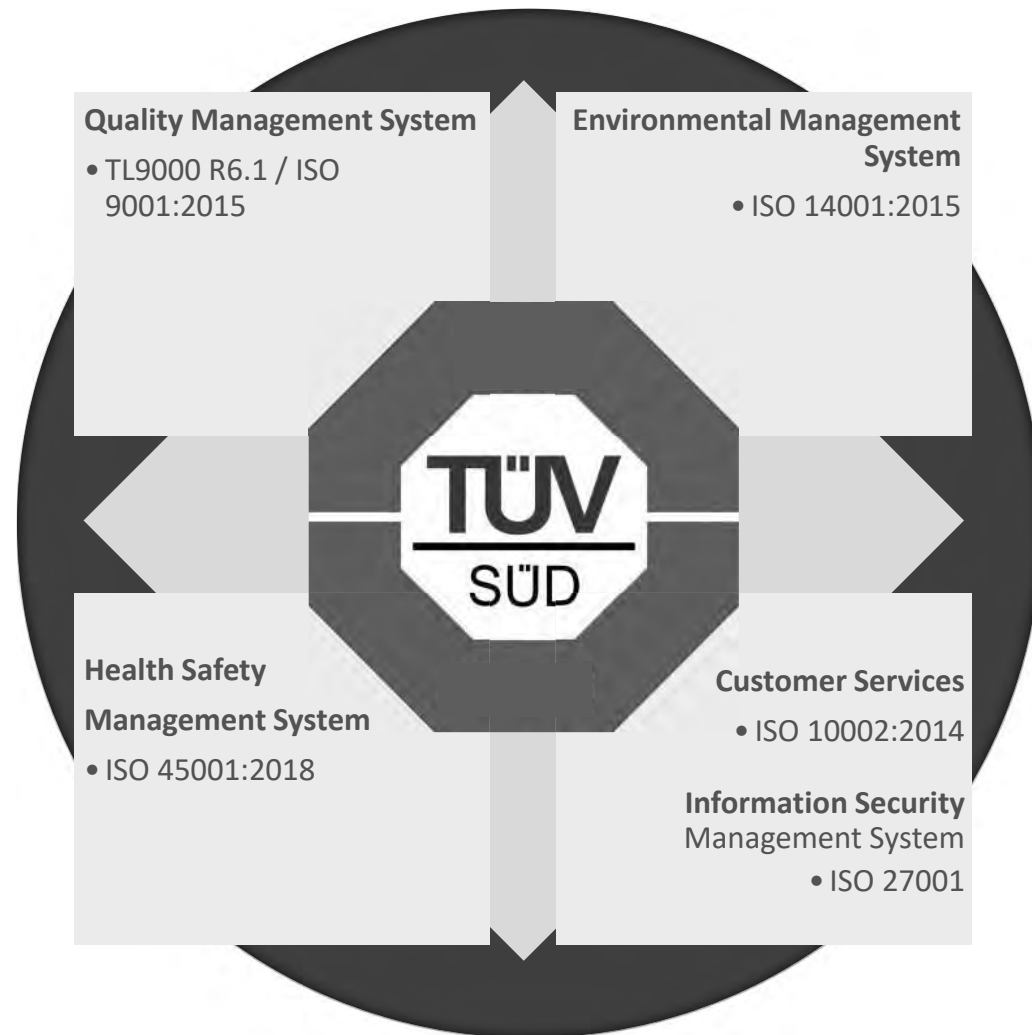 Quality Management System
• TL9000 R6.1 / ISO
9001:2015
Environmental Management
System
• ISO 14001:2015
TÜV
SÜD
Health Safety
Management System
• ISO 45001:2018
Customer Services
• ISO 10002:2014
Information Security
Management System
• ISO 27001